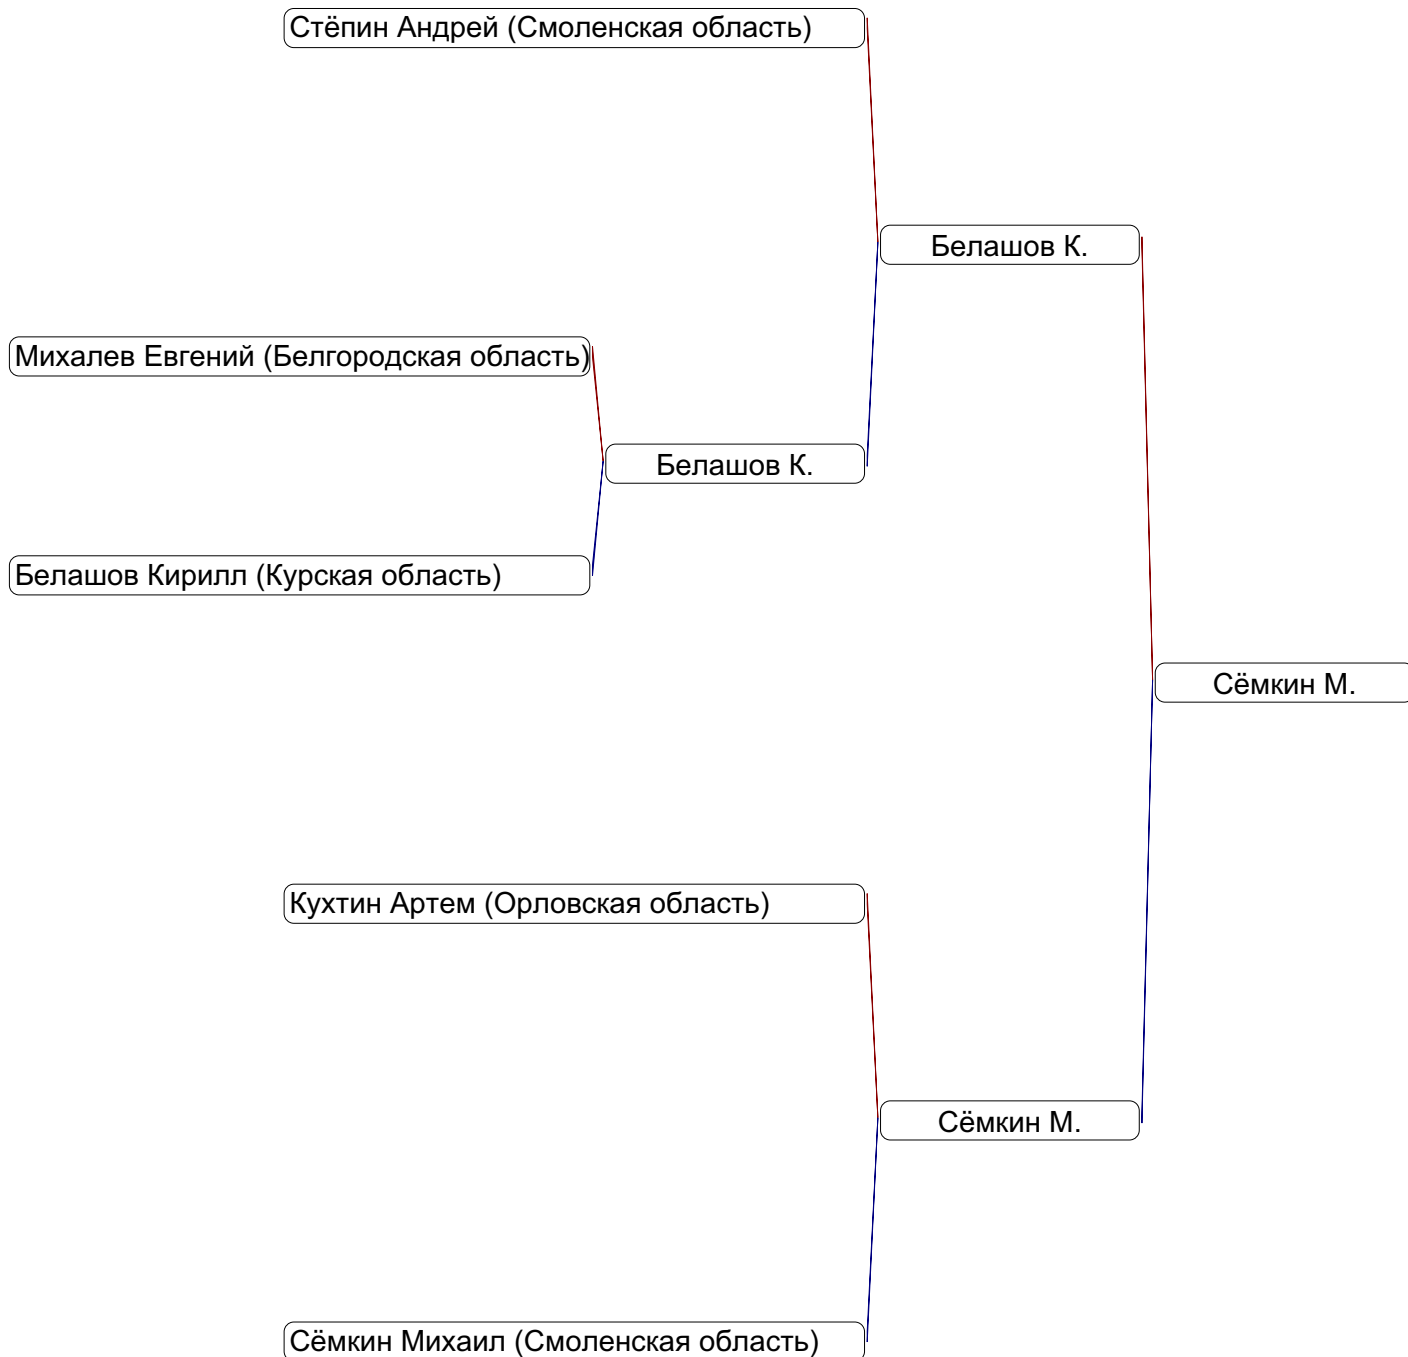 Стёпин Андрей (Смоленская область)
Белашов К.
Михалев Евгений (Белгородская область)
Белашов К.
Белашов Кирилл (Курская область)
Сёмкин М.
Кухтин Артем (Орловская область)
Сёмкин М.
Сёмкин Михаил (Смоленская область)